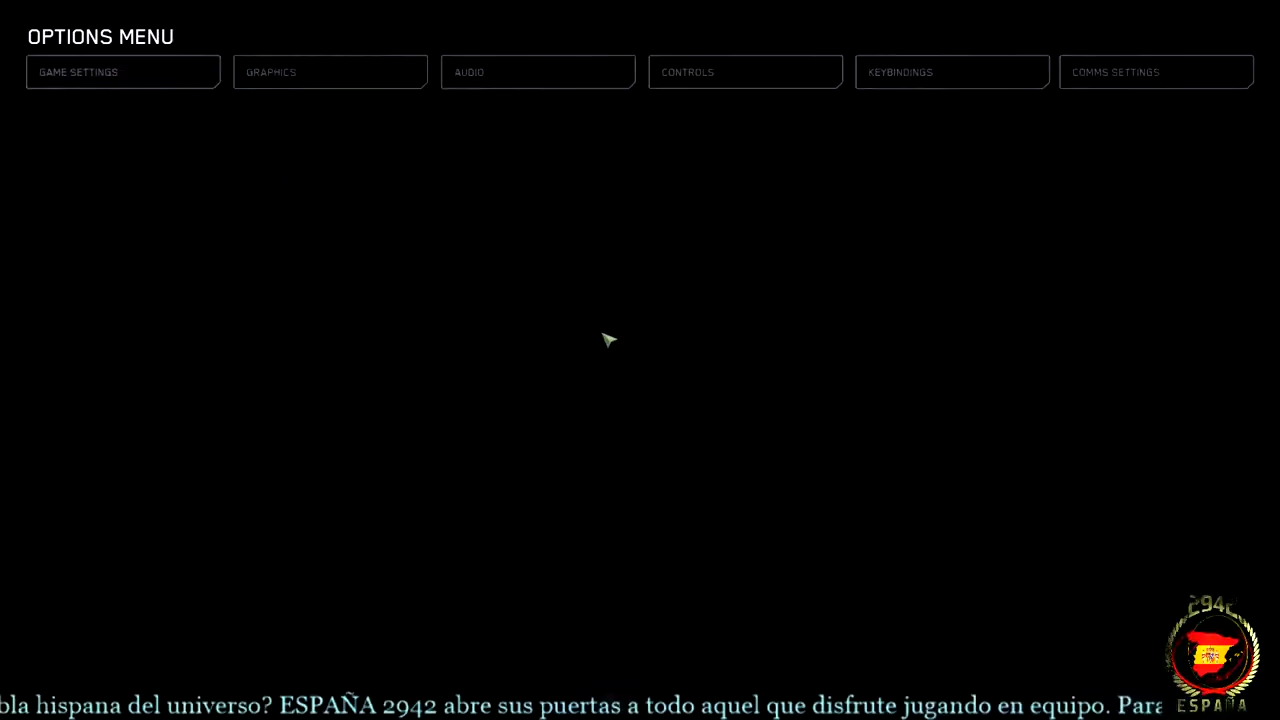 OPTIONS MENU
GAME SETTINGS
GRAPHICS
AUDIO
CONTROLS
KEYBINDINGS
COMMS SETTINGS
2942
ESPAÑA
bla hispana del universo? ESPAÑA 2942 abre sus puertas a todo aquel que disfrute jugando en equipo. Para